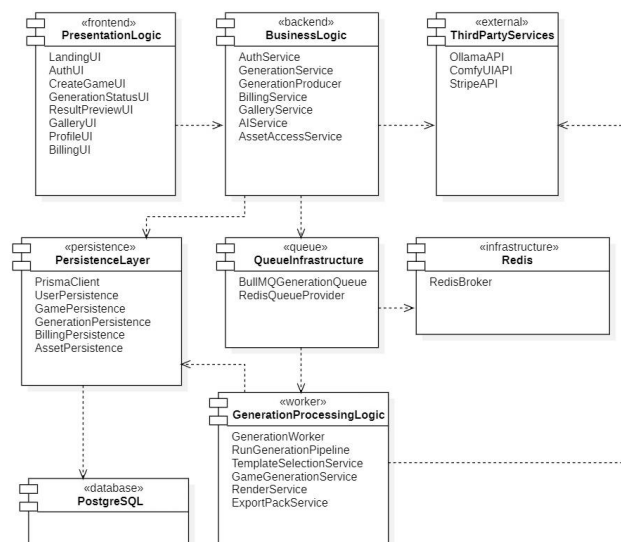 «frontend»
PresentationLogic
LandingUI
AuthUI
CreateGameUI
GenerationStatusUI
ResultPreviewUI
GalleryUI
ProfileUI
BillingUI
«backend»
BusinessLogic
AuthService
GenerationService
GenerationProducer
BillingService
GalleryService
AIService
AssetAccessService
«external»
ThirdPartyServices
OllamaAPI
ComfyUIAPI
StripeAPI
«persistence»
PersistenceLayer
PrismaClient
UserPersistence
GamePersistence
GenerationPersistence
BillingPersistence
AssetPersistence
«queue»
QueueInfrastructure
BullMQGenerationQueue
RedisQueueProvider
«infrastructure»
Redis
RedisBroker
«worker»
GenerationProcessingLogic
GenerationWorker
RunGenerationPipeline
TemplateSelectionService
GameGenerationService
RenderService
ExportPackService
«database»
PostgreSQL